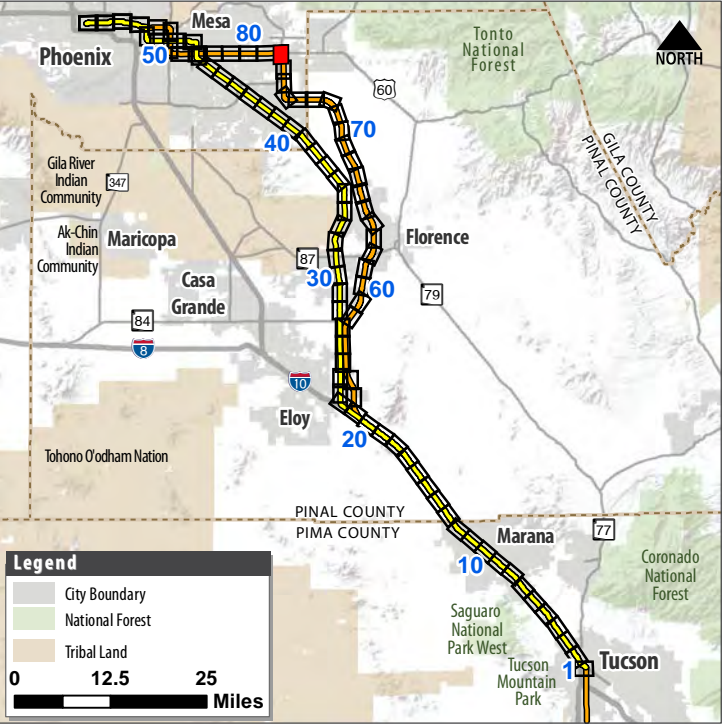 Mesa
80
Phoenix
50
Tonto
National
Forest
NORTH
60
40
70
GILA COUNTY
PINAL COUNTY
Gila River
Indian
Community
347
Ak-Chin
Indian
Community
Maricopa
Florence
87
30
Casa
Grande
60
79
84
8
10
Eloy
20
Tohono O'odham Nation
PINAL COUNTY
PIMA COUNTY
Marana
77
10
Coronado
National
Forest
Saguaro
National
Park West
Tucson
Mountain
Park
1
Tucson
Legend
City Boundary
National Forest
Tribal Land
0 12.5 25
Miles